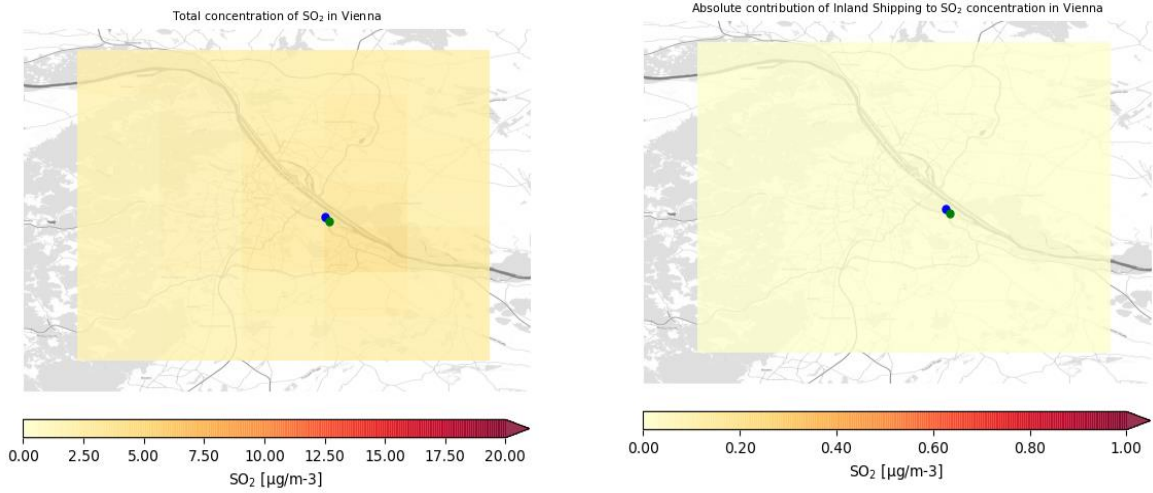 Total concentration of SO₂ in Vienna
0.00 2.50 5.00 7.50 10.00 12.50 15.00 17.50 20.00
SO₂ [µg/m-3]
Absolute contribution of Inland Shipping to SO₂ concentration in Vienna
0.00 0.20 0.40 0.60 0.80 1.00
SO₂ [µg/m-3]